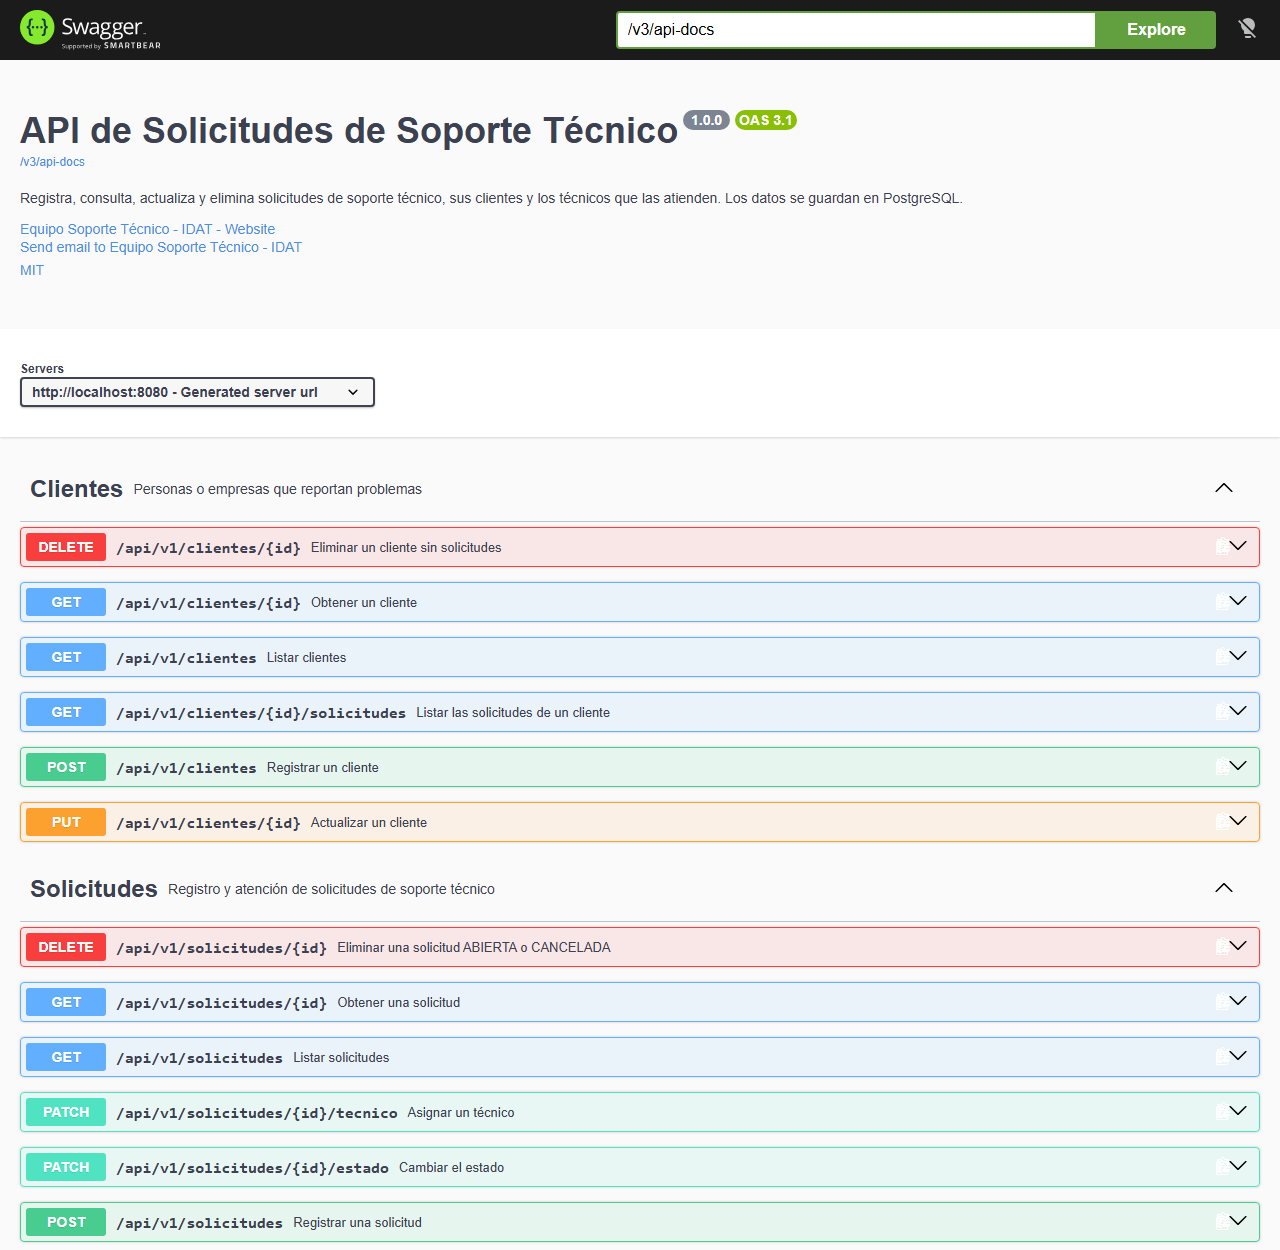 Swagger.
Supported by SMARTBEAR
/v3/api-docs
Explore
API de Solicitudes de Soporte Técnico 1.0.0 OAS 3.1
/v3/api-docs
Registra, consulta, actualiza y elimina solicitudes de soporte técnico, sus clientes y los técnicos que las atienden. Los datos se guardan en PostgreSQL.
Equipo Soporte Técnico - IDAT - Website
Send email to Equipo Soporte Técnico - IDAT
MIT
Servers
http://localhost:8080 - Generated server url
Clientes Personas o empresas que reportan problemas
DELETE /api/v1/clientes/{id} Eliminar un cliente sin solicitudes
GET /api/v1/clientes/{id} Obtener un cliente
GET /api/v1/clientes Listar clientes
GET /api/v1/clientes/{id}/solicitudes Listar las solicitudes de un cliente
POST /api/v1/clientes Registrar un cliente
PUT /api/v1/clientes/{id} Actualizar un cliente
Solicitudes Registro y atención de solicitudes de soporte técnico
DELETE /api/v1/solicitudes/{id} Eliminar una solicitud ABIERTA o CANCELADA
GET /api/v1/solicitudes/{id} Obtener una solicitud
GET /api/v1/solicitudes Listar solicitudes
PATCH /api/v1/solicitudes/{id}/tecnico Asignar un técnico
PATCH /api/v1/solicitudes/{id}/estado Cambiar el estado
POST /api/v1/solicitudes Registrar una solicitud